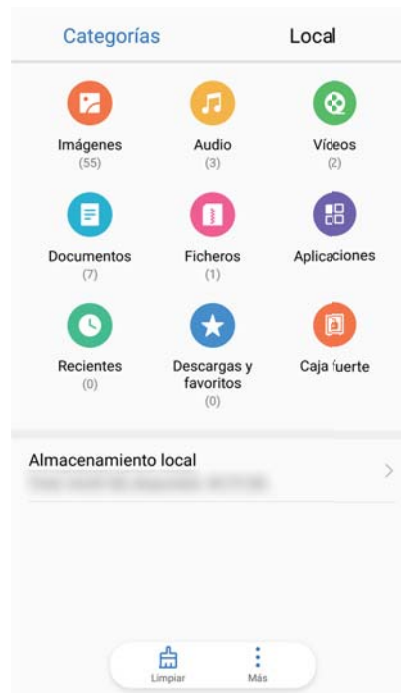 Categorías Local
Imágenes Audio Vídeos
(55) (3) (2)
Documentos Ficheros Aplicaciones
(7) (1)
Recientes Descargas y Caja fuerte
(0) favoritos
(0)
Almacenamiento local
Limpiar Más